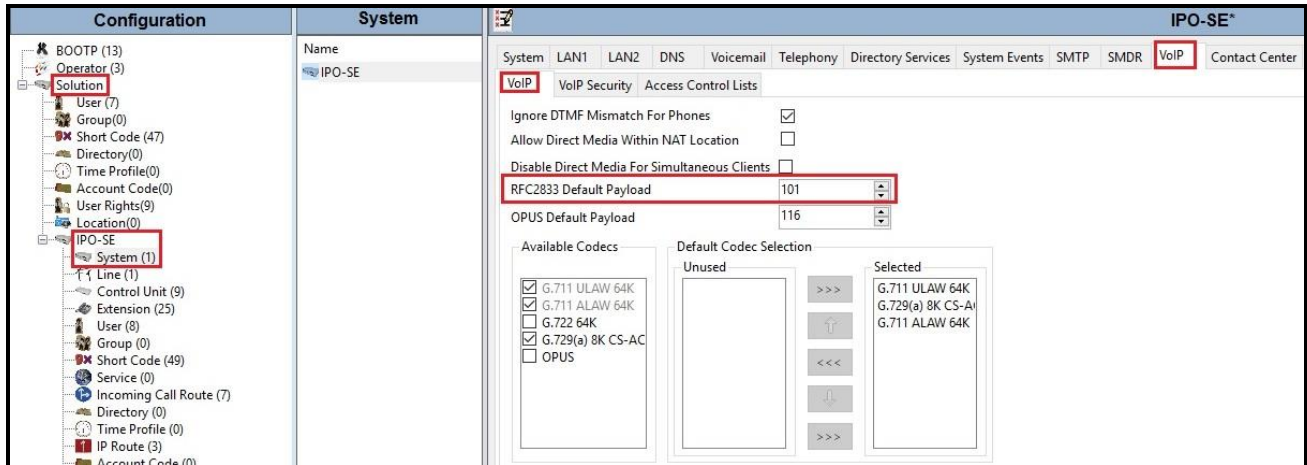 Configuration
BOOTP (13)
Operator (3)
Solution
User (7)
Group(0)
Short Code (47)
Directory(0)
Time Profile(0)
Account Code(0)
User Rights(9)
Location(0)
IPO-SE
System (1)
Line (1)
Control Unit (9)
Extension (25)
User (8)
Group (0)
Short Code (49)
Service (0)
Incoming Call Route (7)
Directory (0)
Time Profile (0)
IP Route (3)
Account Code (0)
System
Name
IPO-SE
IPO-SE*
System LAN1 LAN2 DNS Voicemail Telephony Directory Services System Events SMTP SMDR VoIP Contact Center
VoIP VoIP Security Access Control Lists
Ignore DTMF Mismatch For Phones
Allow Direct Media Within NAT Location
Disable Direct Media For Simultaneous Clients
RFC2833 Default Payload 101
OPUS Default Payload 116
Available Codecs
G.711 ULAW 64K
G.711 ALAW 64K
G.722 64K
G.729(a) 8K CS-AC
OPUS
Default Codec Selection
Unused
>>>
<<<
>>>
Selected
G.711 ULAW 64K
G.729(a) 8K CS-A
G.711 ALAW 64K